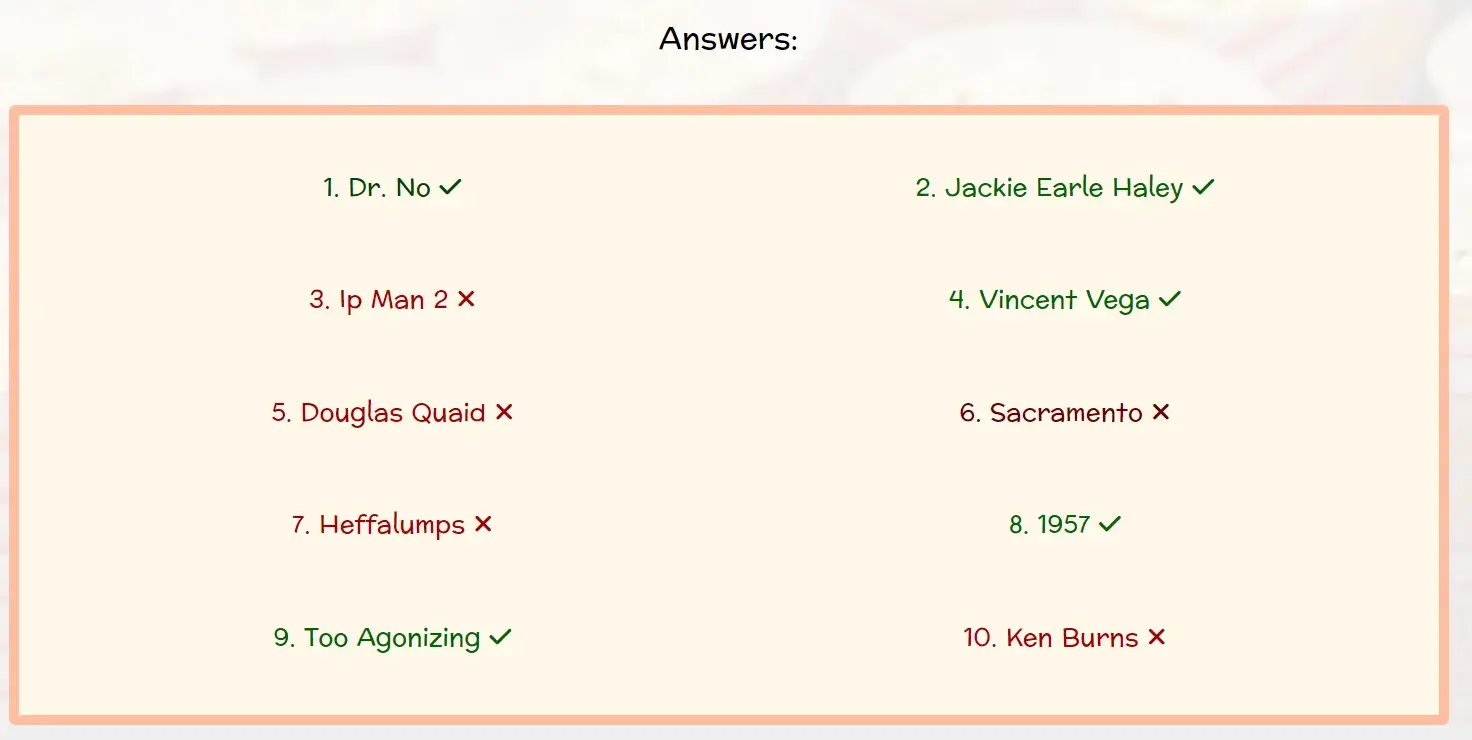 Answers:
1. Dr. No ✓
2. Jackie Earle Haley ✓
3. Ip Man 2 ✕
4. Vincent Vega ✓
5. Douglas Quaid ✕
6. Sacramento ✕
7. Heffalumps ✕
8. 1957 ✓
9. Too Agonizing ✓
10. Ken Burns ✕